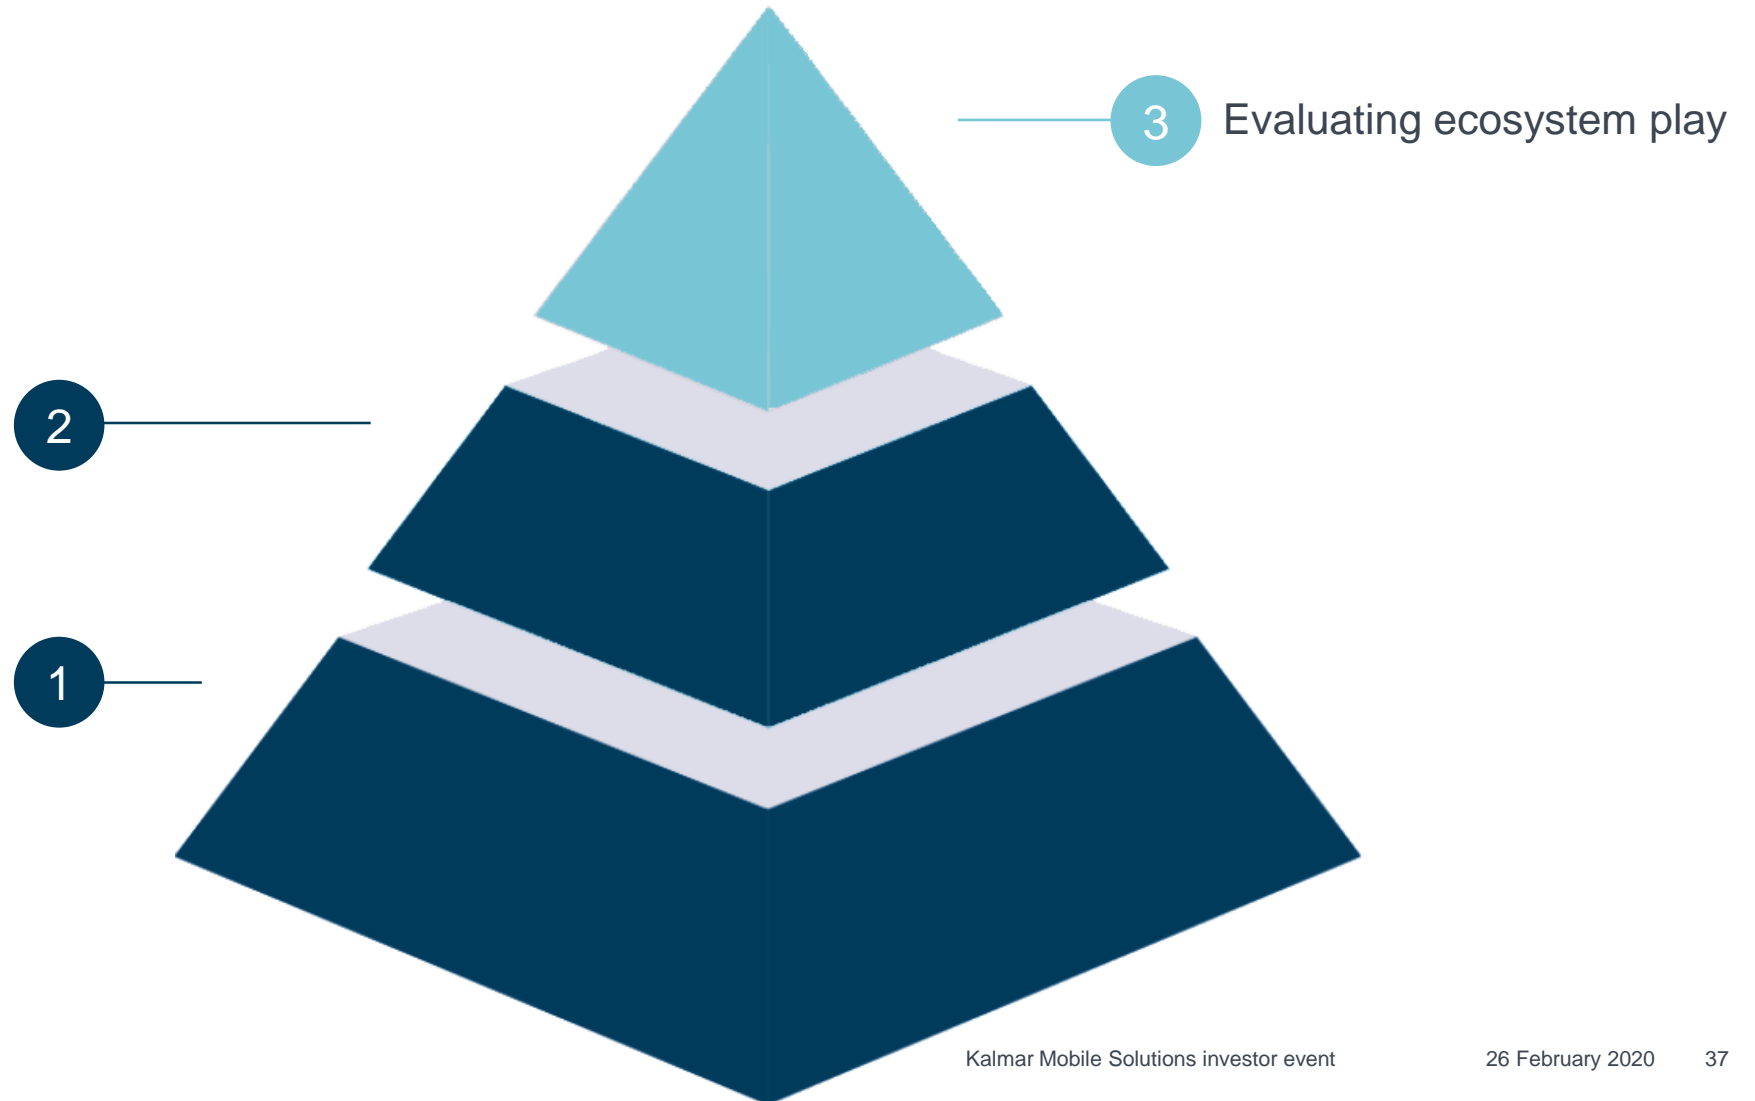 3 Evaluating ecosystem play
2
1
Kalmar Mobile Solutions investor event 26 February 2020 37